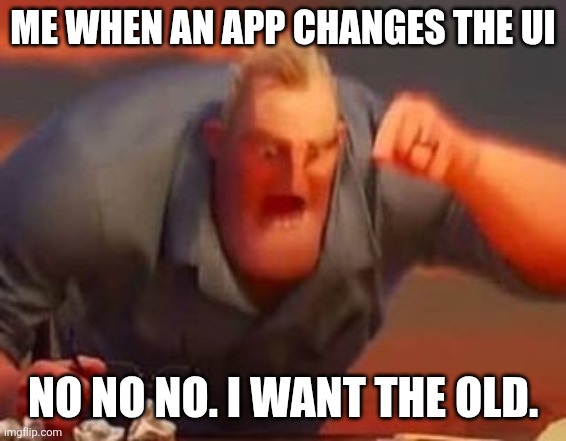 ME WHEN AN APP CHANGES THE UI
NO NO NO. I WANT THE OLD.
imgflip.com